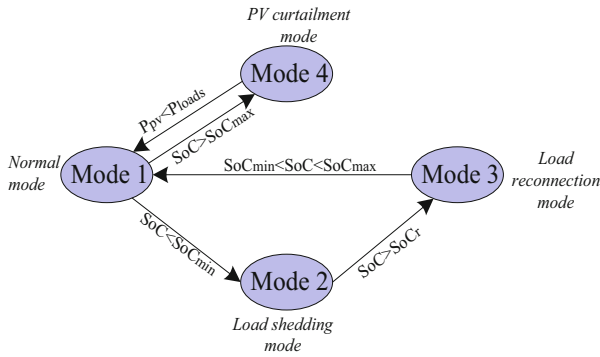 PV curtailment
mode
Mode 4
Ppv<Ploads
SoC>SoCmax
Normal
mode
Mode 1
SoCmin<SoC<SoCmax
Mode 3
Load
reconnection
mode
SoC<SoCmin
SoC>SoCr
Mode 2
Load shedding
mode